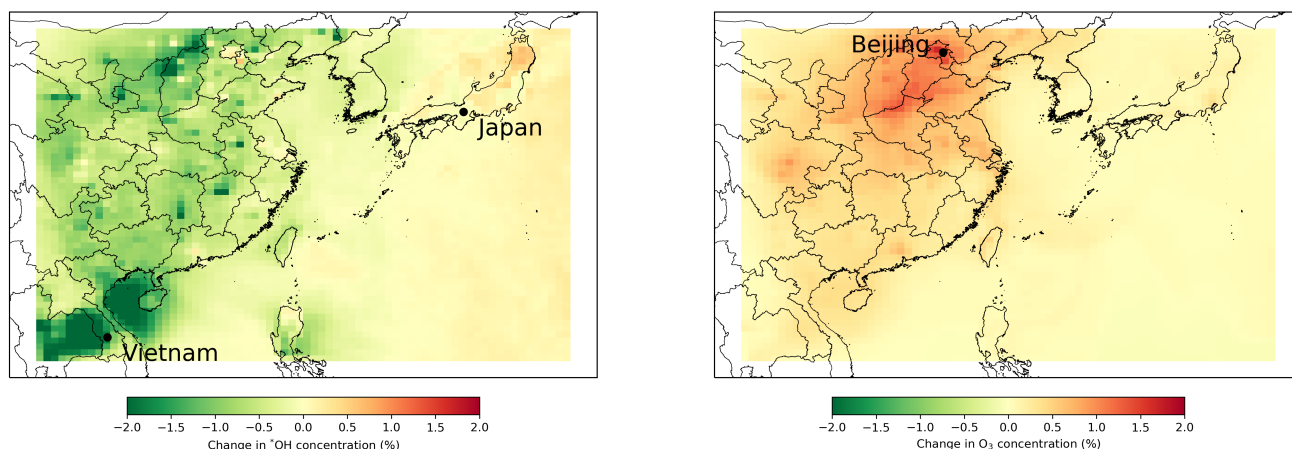 Japan
Vietnam
−2.0 −1.5 −1.0 −0.5 0.0 0.5 1.0 1.5 2.0
Change in *OH concentration (%)
Beijing
−2.0 −1.5 −1.0 −0.5 0.0 0.5 1.0 1.5 2.0
Change in O₃ concentration (%)